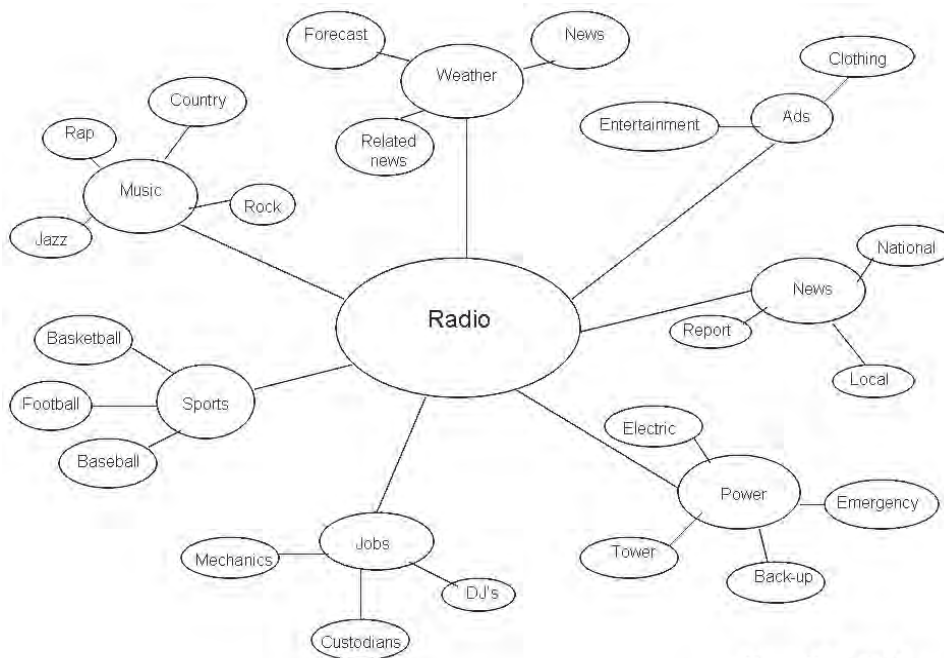 Forecast
News
Weather
Related
news
Clothing
Ads
Entertainment
Country
Rap
Music
Rock
Jazz
Radio
National
News
Report
Local
Basketball
Football
Sports
Baseball
Electric
Power
Emergency
Tower
Back-up
Jobs
Mechanics
DJ's
Custodians